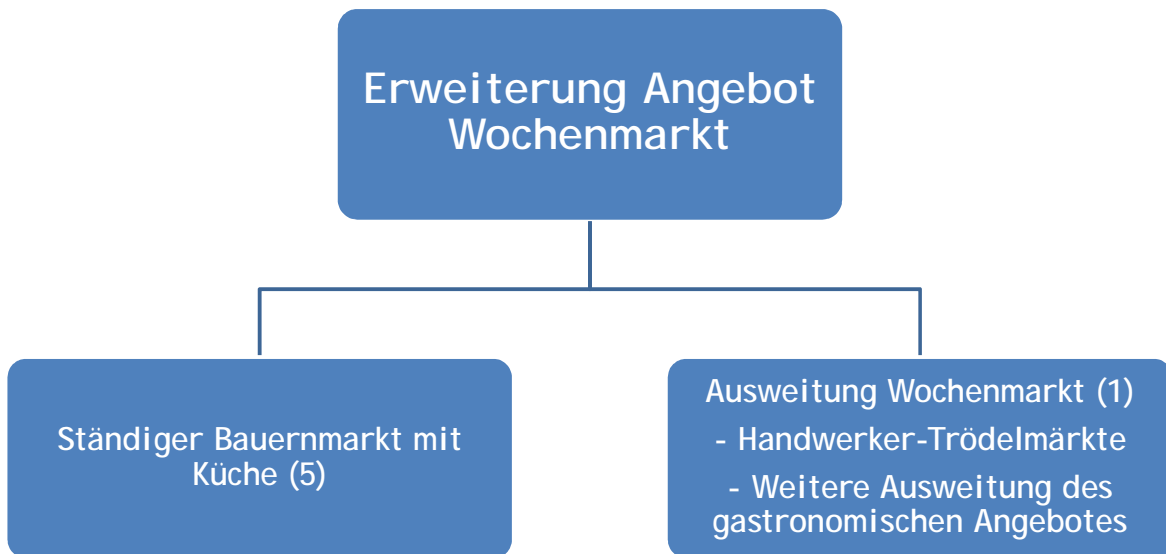 Erweiterung Angebot
Wochenmarkt
Ständiger Bauernmarkt mit
Küche (5)
Ausweitung Wochenmarkt (1)
- Handwerker-Trödelmärkte
- Weitere Ausweitung des
gastronomischen Angebotes